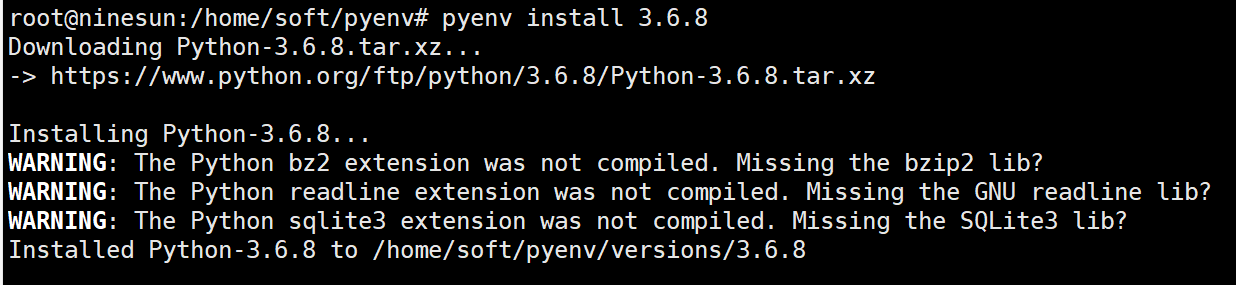 root@ninesun:/home/soft/pyenv# pyenv install 3.6.8
Downloading Python-3.6.8.tar.xz...
-> https://www.python.org/ftp/python/3.6.8/Python-3.6.8.tar.xz
Installing Python-3.6.8...
WARNING: The Python bz2 extension was not compiled. Missing the bzip2 lib?
WARNING: The Python readline extension was not compiled. Missing the GNU readline lib?
WARNING: The Python sqlite3 extension was not compiled. Missing the SQLite3 lib?
Installed Python-3.6.8 to /home/soft/pyenv/versions/3.6.8